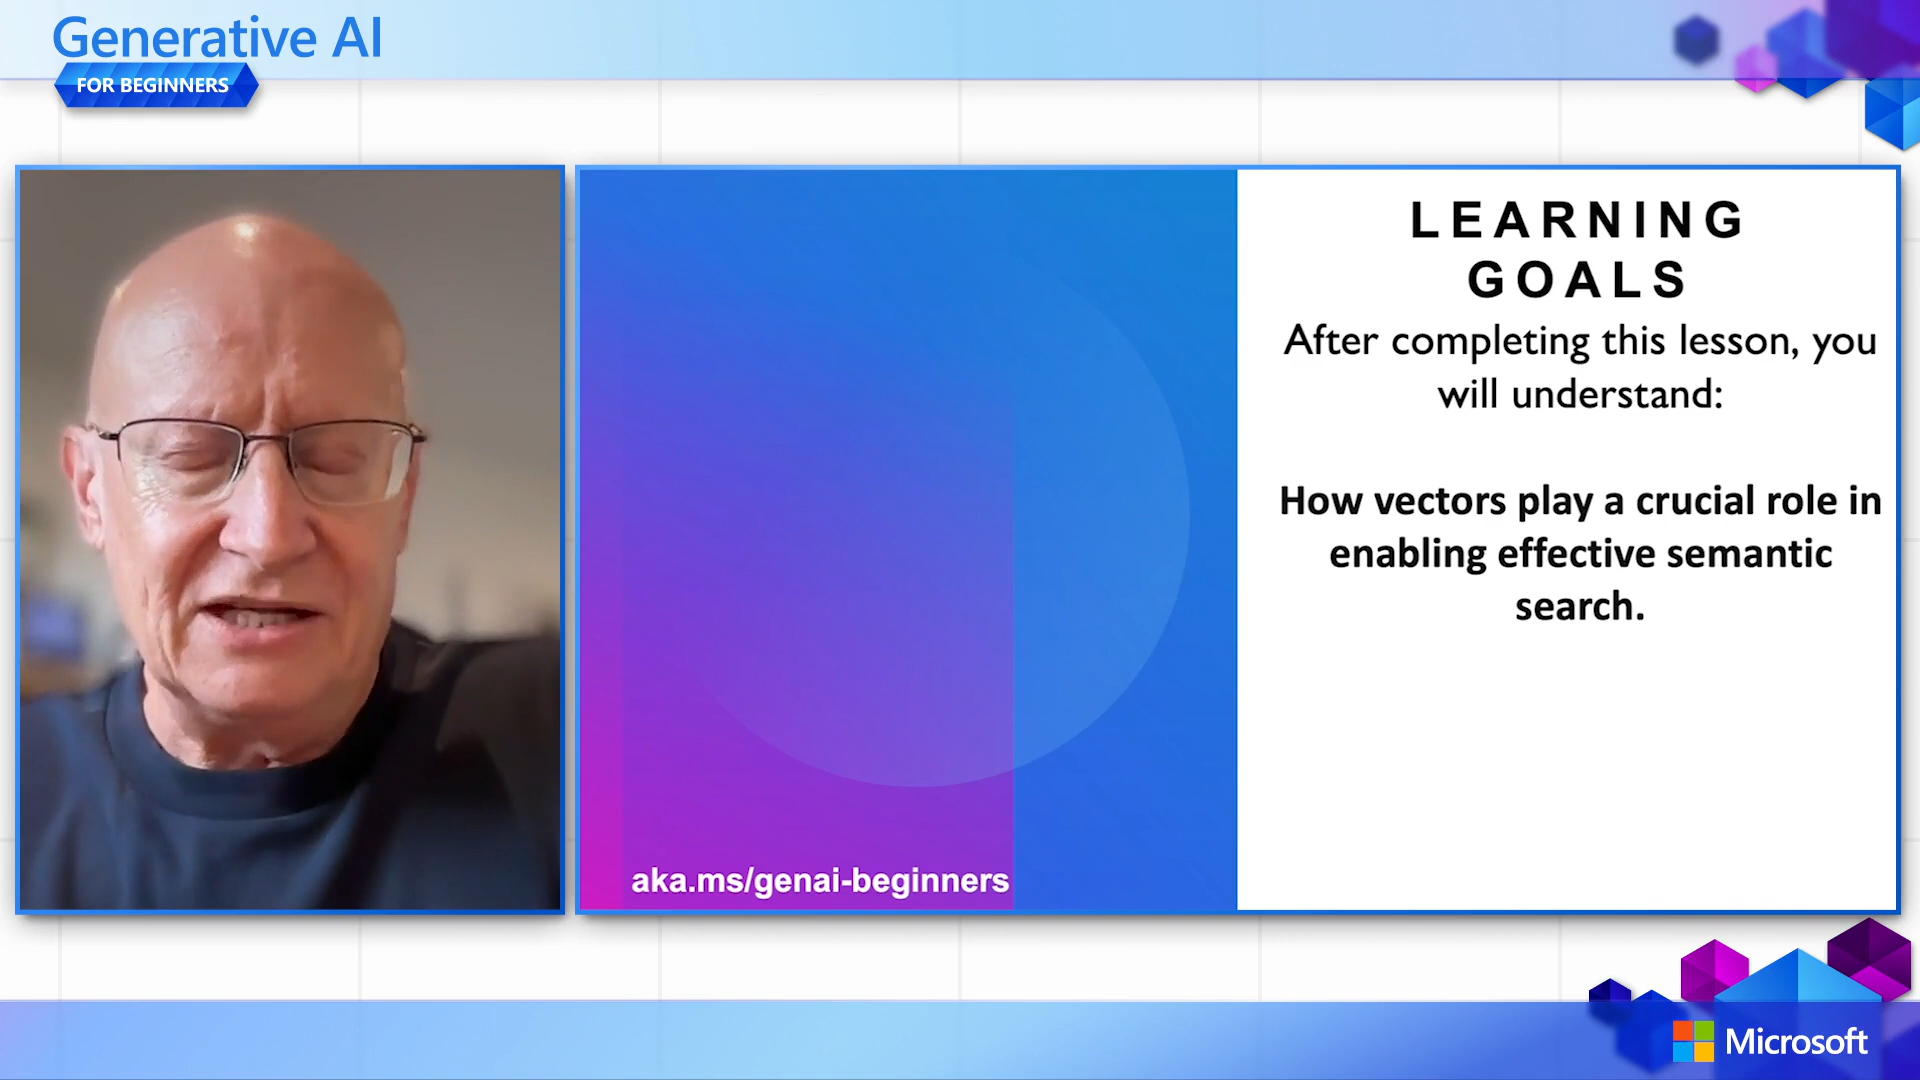 Generative AI
FOR BEGINNERS
LEARNING
GOALS
After completing this lesson, you
will understand:
How vectors play a crucial role in
enabling effective semantic
search.
aka.ms/genai-beginners
Microsoft